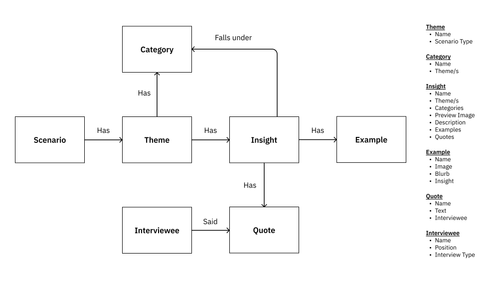 Falls under
Category
Has
Scenario
Has
Theme
Has
Insight
Has
Example
Has
Interviewee
Said
Quote
Theme
• Name
• Scenario Type
Category
• Name
• Theme/s
Insight
• Name
• Theme/s
• Categories
• Preview Image
• Description
• Examples
• Quotes
Example
• Name
• Image
• Blurb
• Insight
Quote
• Name
• Text
• Interviewee
Interviewee
• Name
• Position
• Interview Type